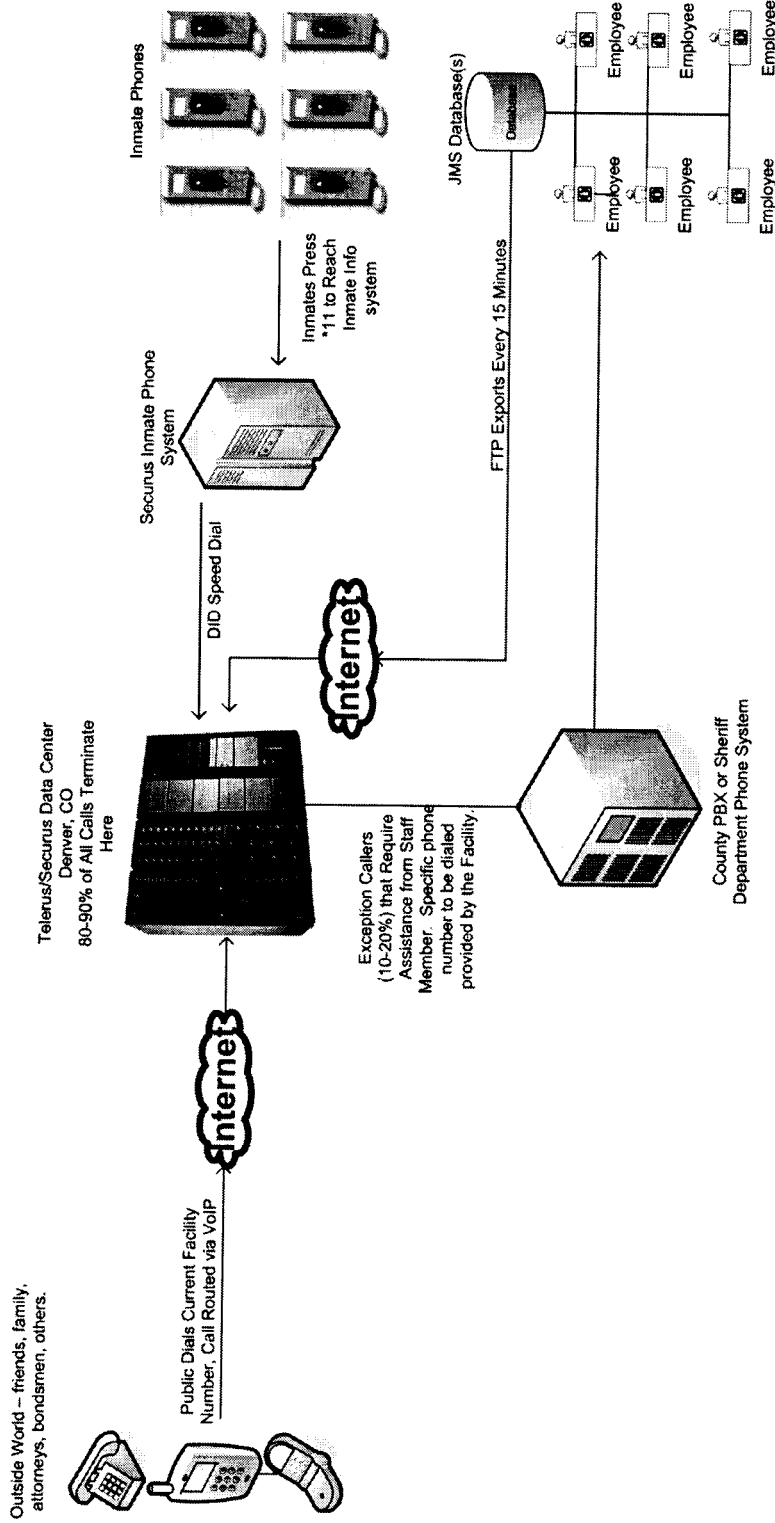 Outside World – friends, family,
attorneys, bondsmen, others.
Public Dials Current Facility
Number, Call Routed via VoIP
Internet
Telerus/Securus Data Center
Denver, CO
80-90% of All Calls Terminate
Here
DID Speed Dial
Securus Inmate Phone
System
Inmates Press
*11 to Reach
Inmate Info
system
Inmate Phones
Internet
FTP Exports Every 15 Minutes
JMS Database(s)
Database
Exception Callers
(10-20%) that Require
Assistance from Staff
Member. Specific phone
number to be dialed
provided by the Facility.
County PBX or Sheriff
Department Phone System
Employee
Employee
Employee
Employee
Employee
Employee